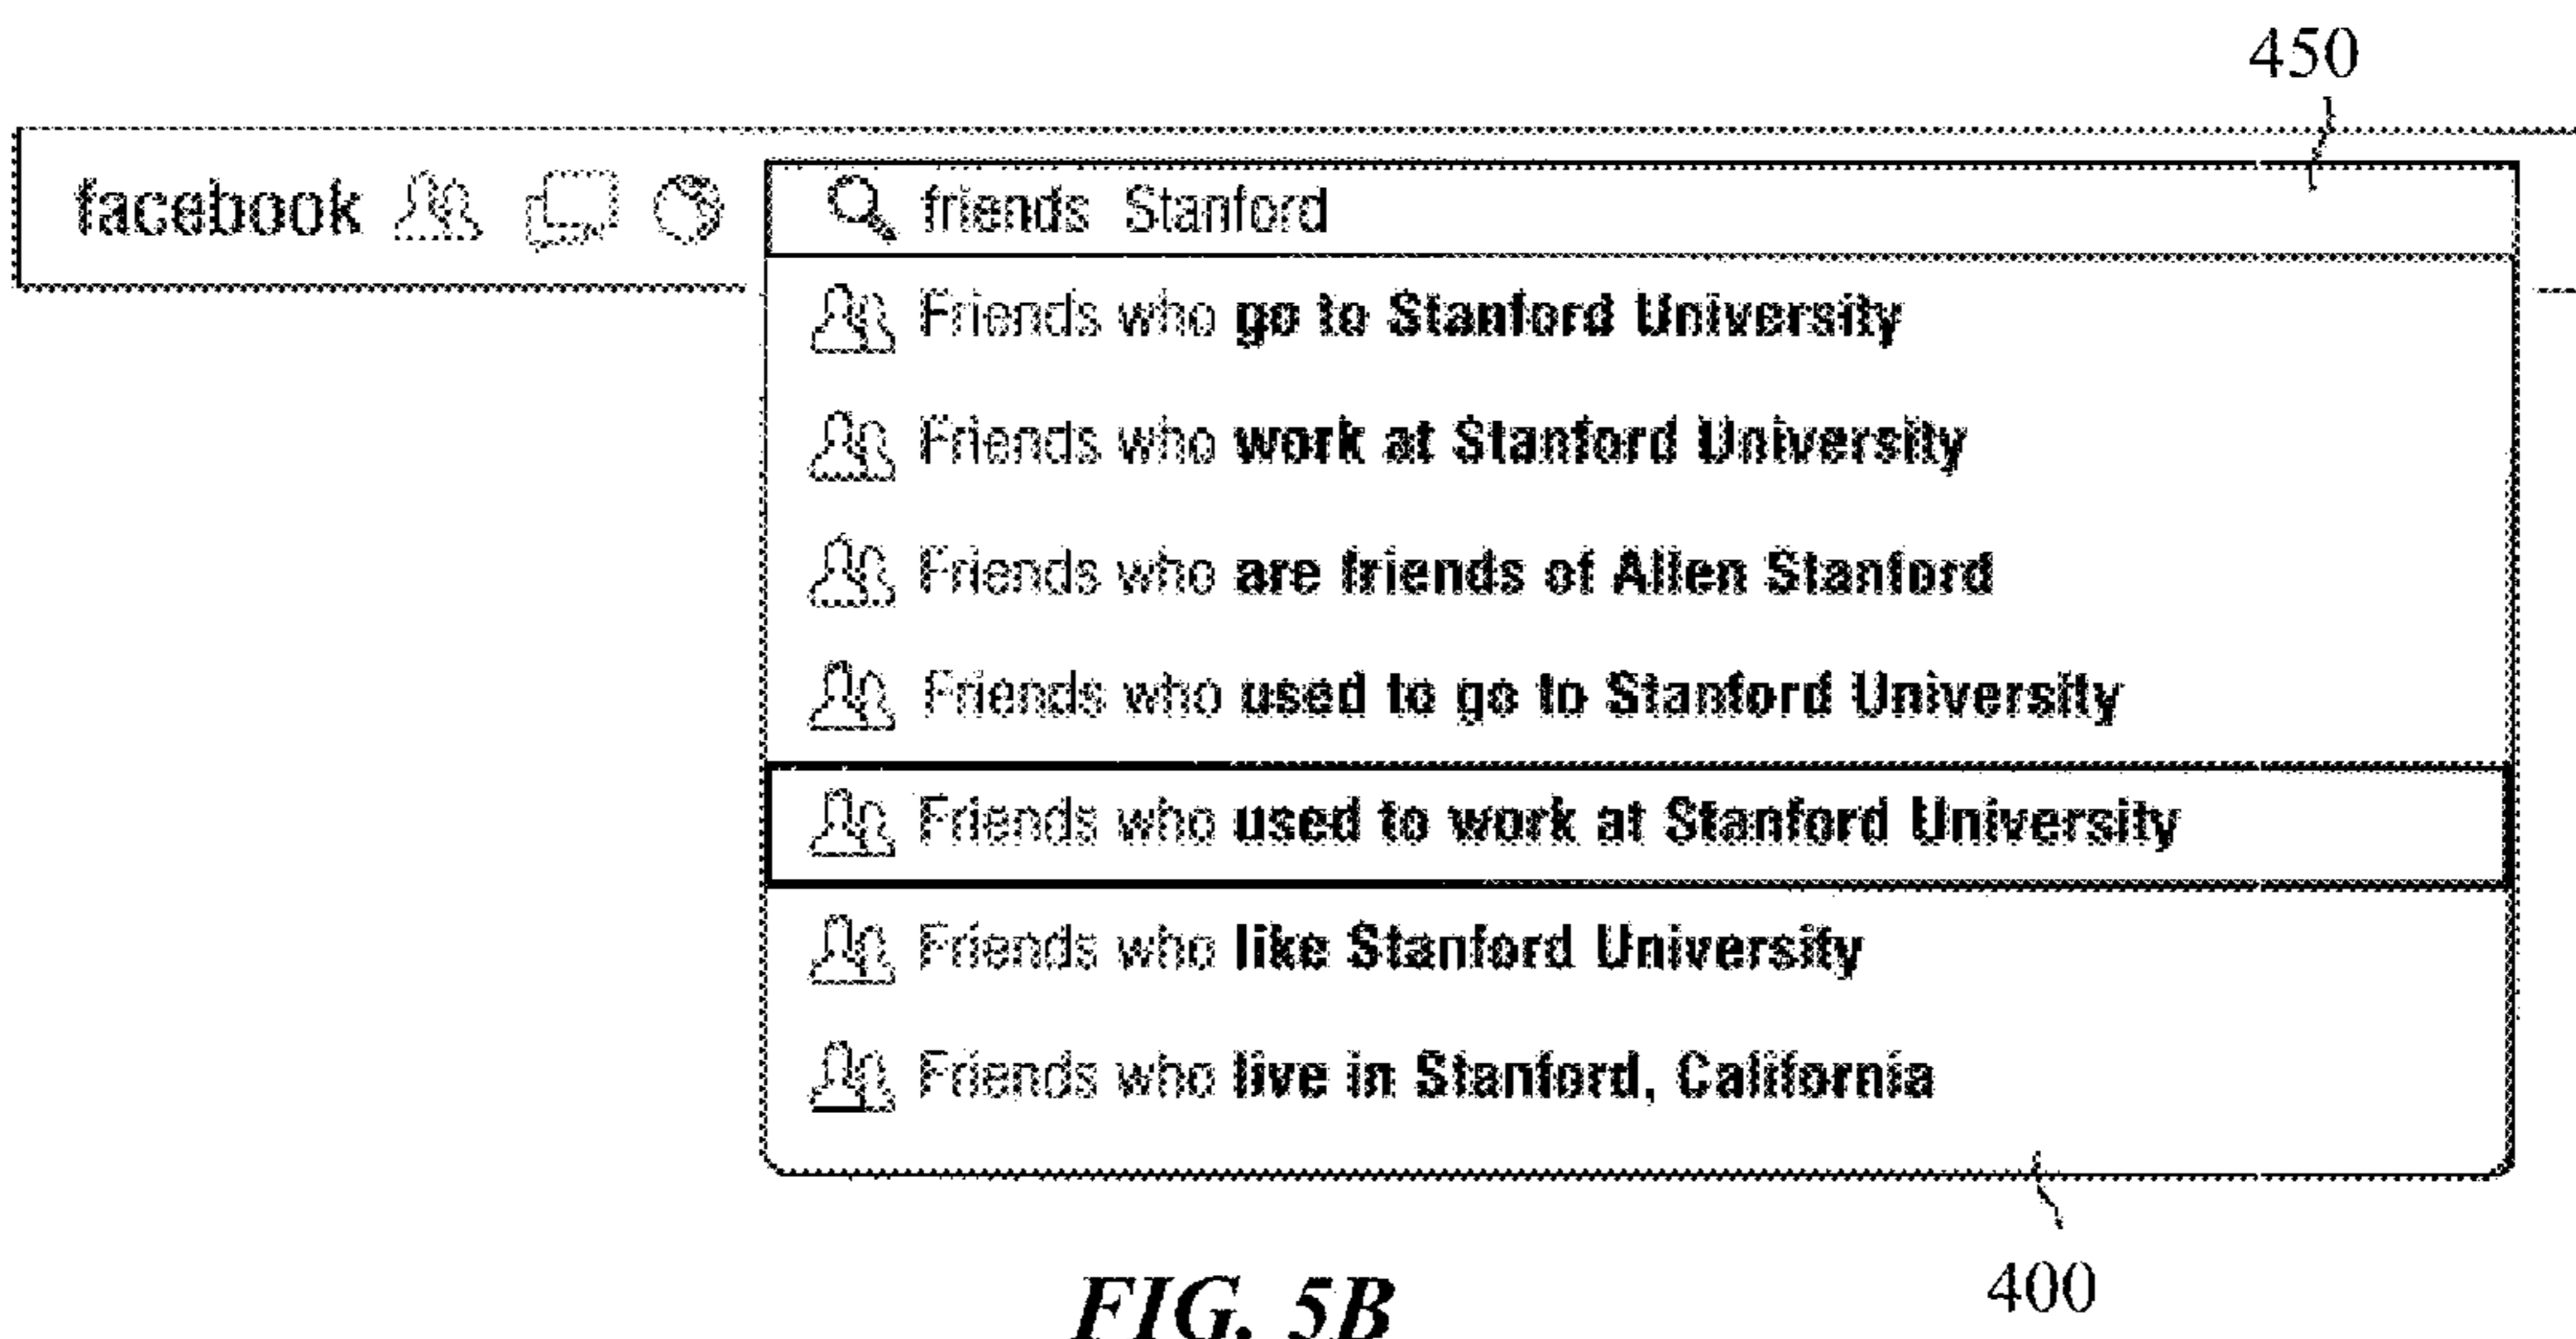 450
facebook
friends Stanford
Friends who go to Stanford University
Friends who work at Stanford University
Friends who are friends of Allen Stanford
Friends who used to go to Stanford University
Friends who used to work at Stanford University
Friends who like Stanford University
Friends who live in Stanford, California
400
FIG. 5B